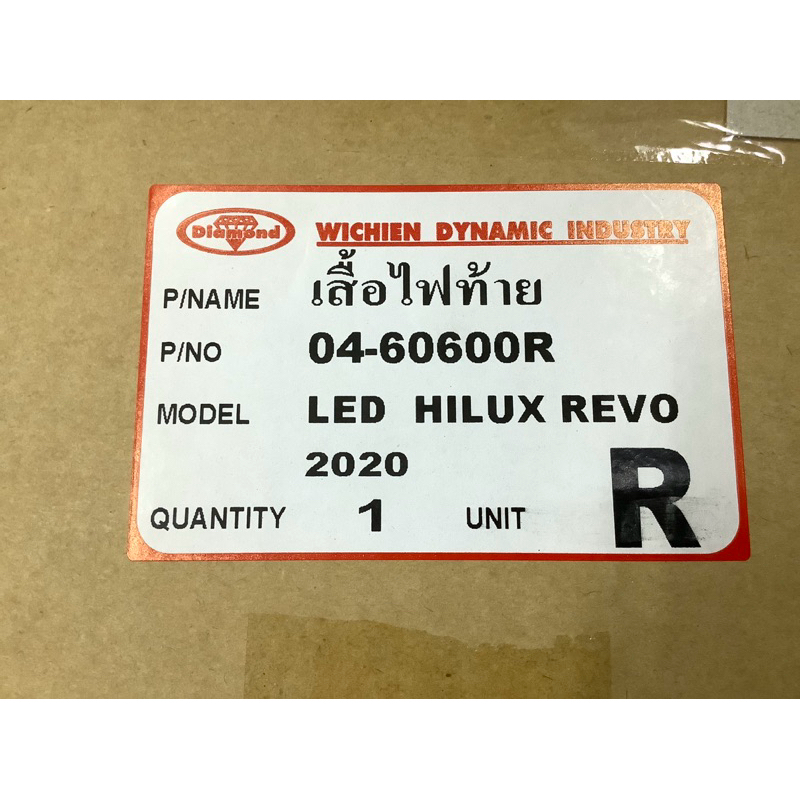 Diamond WICHIEN DYNAMIC INDUSTRY
P/NAME เสื้อไฟท้าย
P/NO 04-60600R
MODEL LED HILUX REVO
2020
QUANTITY 1 UNIT R